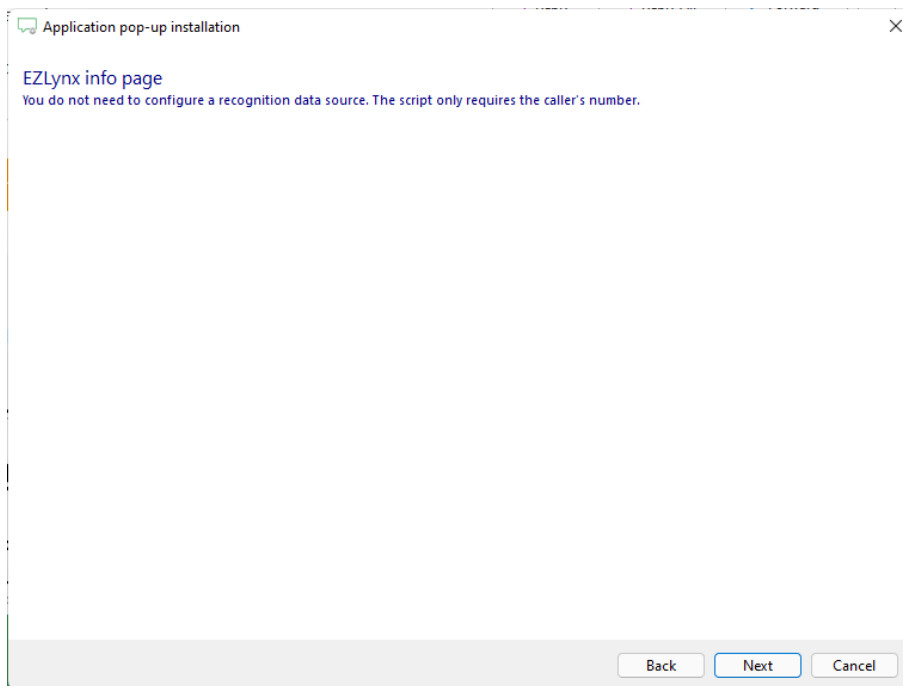 Application pop-up installation
EZLynx info page
You do not need to configure a recognition data source. The script only requires the caller's number.
Back Next Cancel